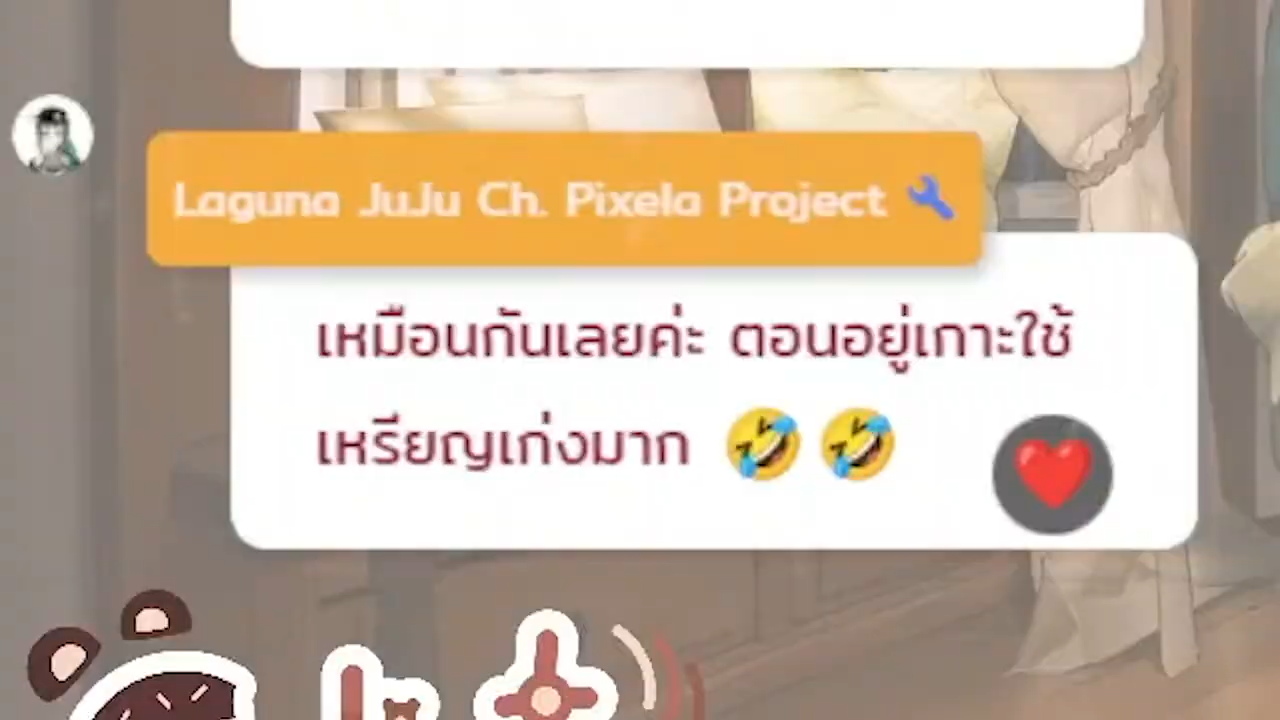 Laguna JuJu Ch. Pixela Project
เหมือนกันเลยค่ะ ตอนอยู่เกาะใช้
เหรียญเก่งมาก 🤣 🤣